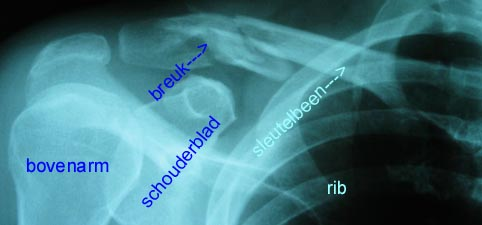 breuk--->
sleutelbeen--->
schouderblad
bovenarm
rib